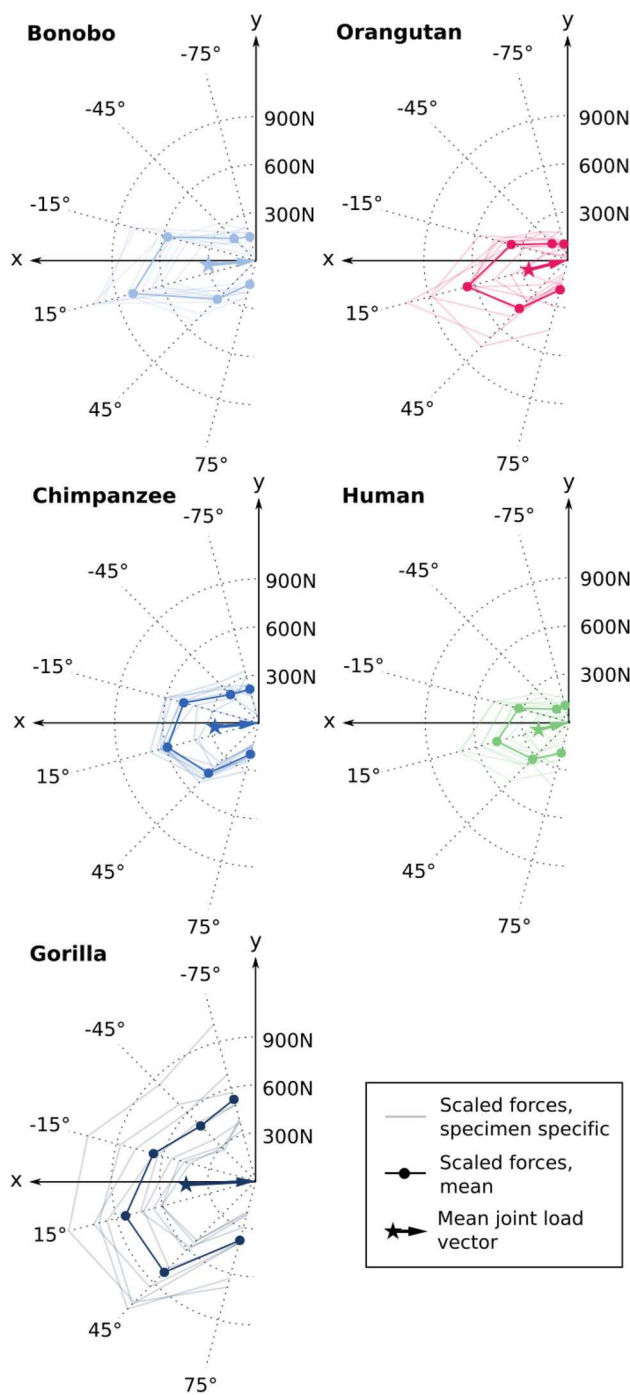 Bonobo
y
-75°
-45°
900N
600N
300N
-15°
x
15°
45°
75°
Orangutan
y
-75°
-45°
900N
600N
300N
-15°
x
15°
45°
75°
Chimpanzee
y
-75°
-45°
900N
600N
300N
-15°
x
15°
45°
75°
Human
y
-75°
-45°
900N
600N
300N
-15°
x
15°
45°
75°
Gorilla
y
-75°
-45°
900N
600N
300N
-15°
x
15°
45°
75°
Scaled forces,
specimen specific
Scaled forces,
mean
Mean joint load
vector